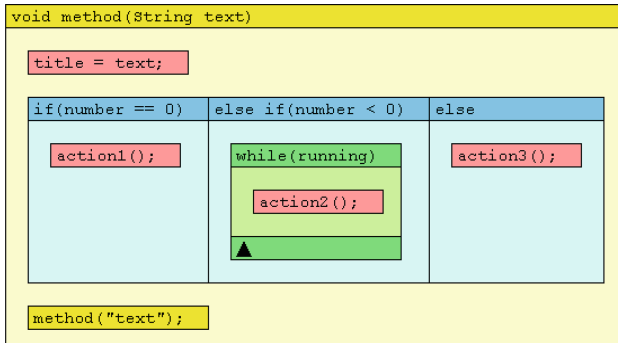 void method(String text)
title = text;
if(number == 0) else if(number < 0) else
action1(); while(running) action3();
action2();
method("text");